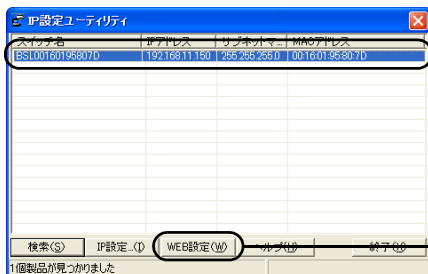 IP設定ユーティリティ
スイッチ名 IPアドレス サブネットマ... MACアドレス
BSL00160195807D 192.168.11.150 255.255.255.0 00:16:01:95:80:7D
検索(S) IP設定...(I) WEB設定(W) ヘルプ(H) 終了(X)
1個製品が見つかりました